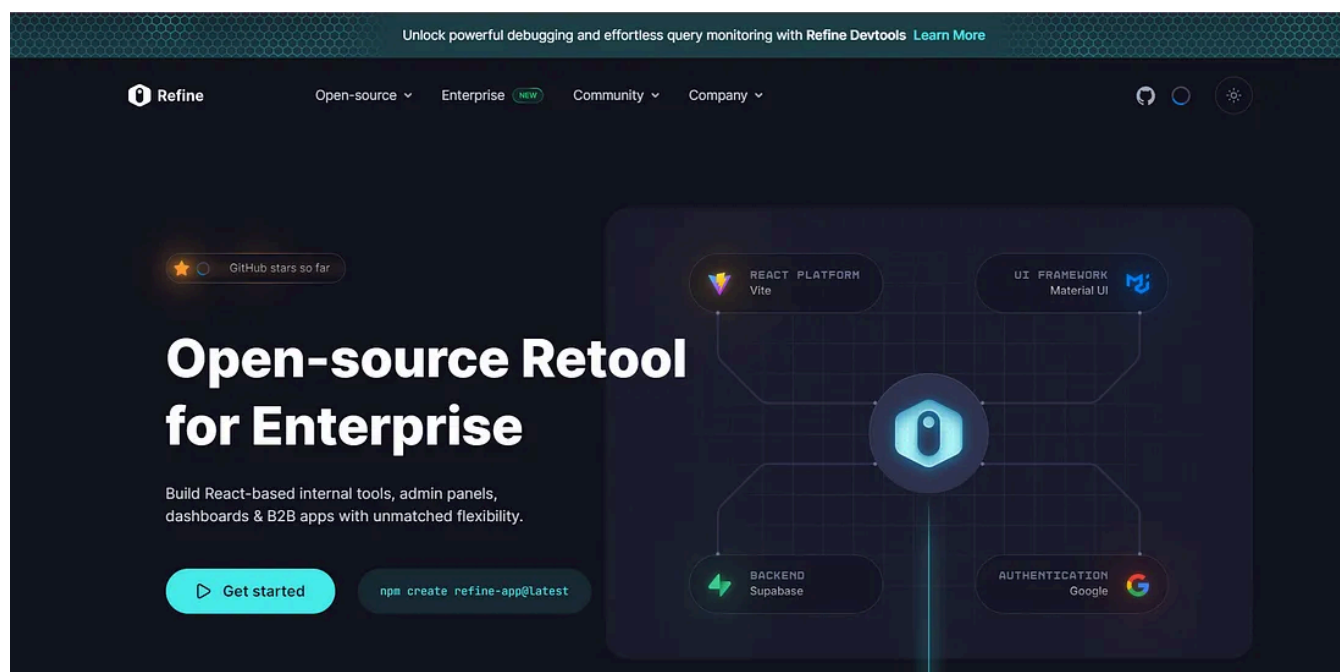 Unlock powerful debugging and effortless query monitoring with Refine Devtools Learn More
Refine
Open-source
Enterprise NEW
Community
Company
GitHub stars so far
Open-source Retool
for Enterprise
Build React-based internal tools, admin panels,
dashboards & B2B apps with unmatched flexibility.
Get started
npm create refine-app@latest
REACT PLATFORM
Vite
UI FRAMEWORK
Material UI
BACKEND
Supabase
AUTHENTICATION
Google